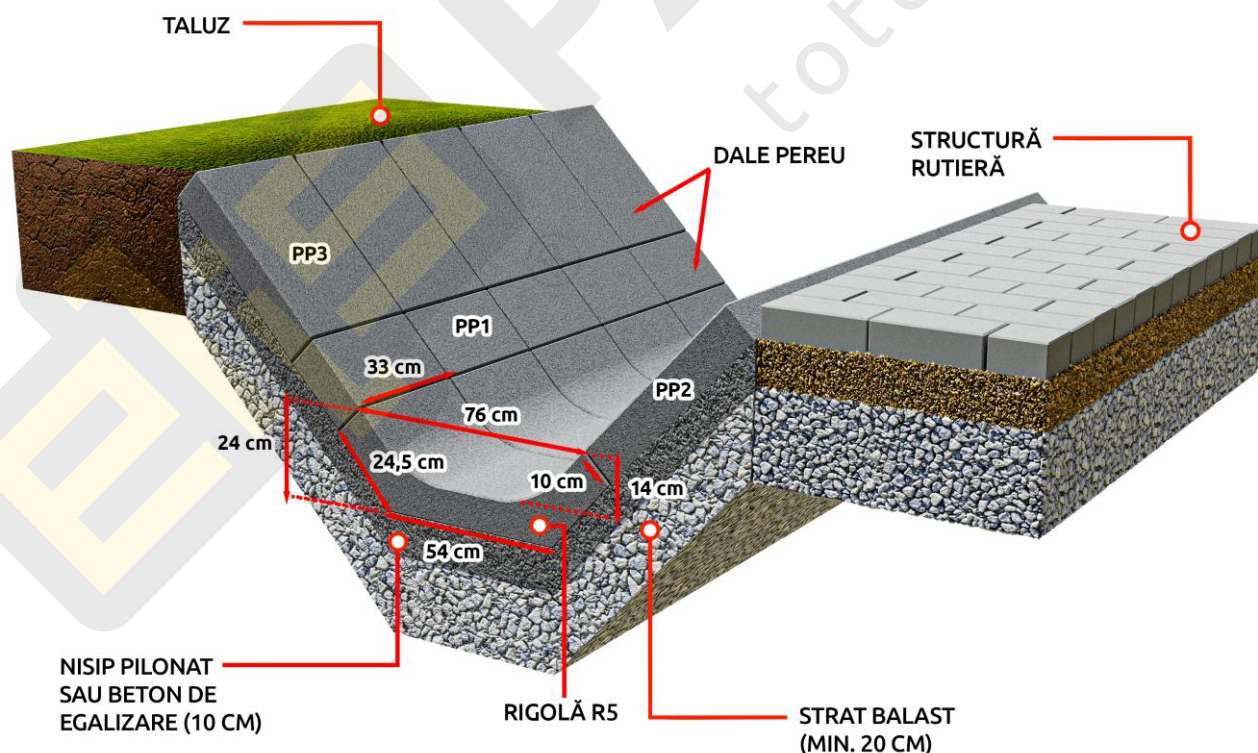 TALUZ
DALE PEREU
STRUCTURĂ
RUTIERĂ
PP3
PP1
33 cm
PP2
76 cm
24 cm
24,5 cm
10 cm
14 cm
54 cm
NISIP PILONAT
SAU BETON DE
EGALIZARE (10 CM)
RIGOLĂ R5
STRAT BALAST
(MIN. 20 CM)